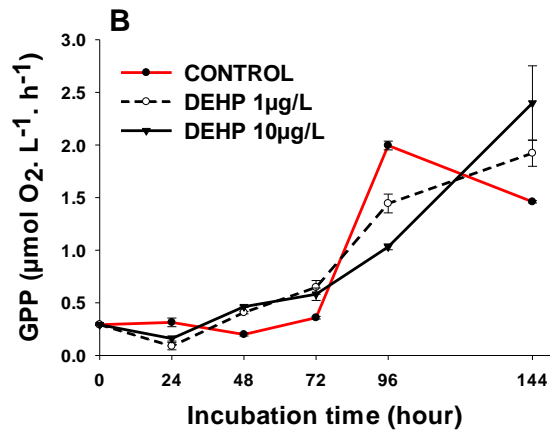 B
3.0
2.5
2.0
1.5
1.0
0.5
0.0
GPP (µmol O₂. L⁻¹. h⁻¹)
CONTROL
DEHP 1µg/L
DEHP 10µg/L
0 24 48 72 96 144
Incubation time (hour)